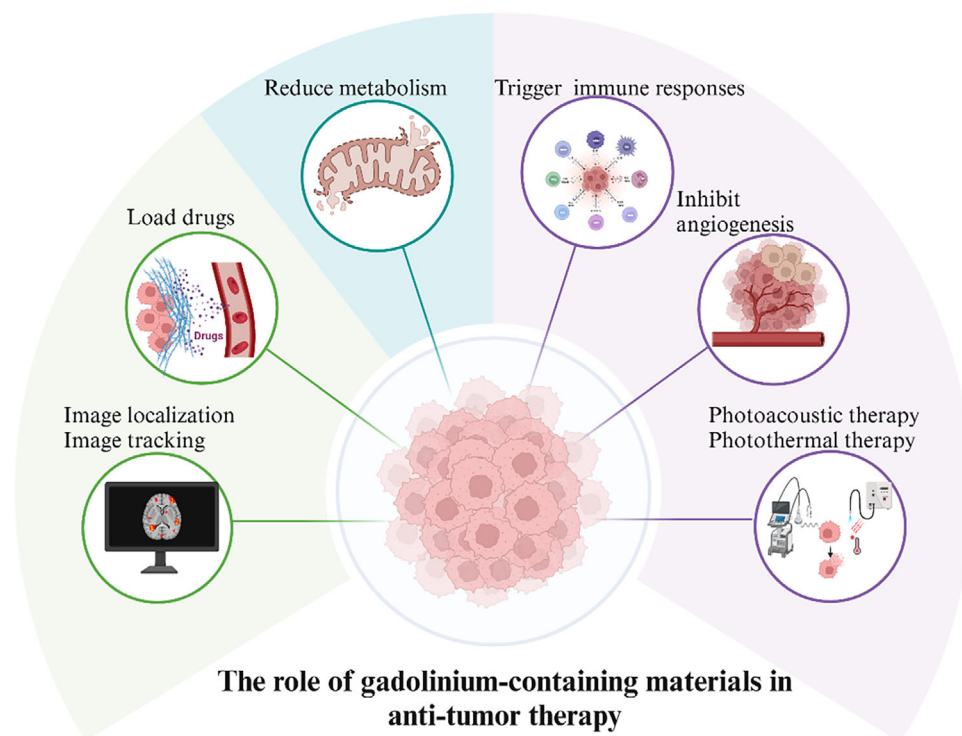 Reduce metabolism
Trigger immune responses
Load drugs
Inhibit
angiogenesis
Drugs
Image localization
Image tracking
Photoacoustic therapy
Photothermal therapy
The role of gadolinium-containing materials in
anti-tumor therapy